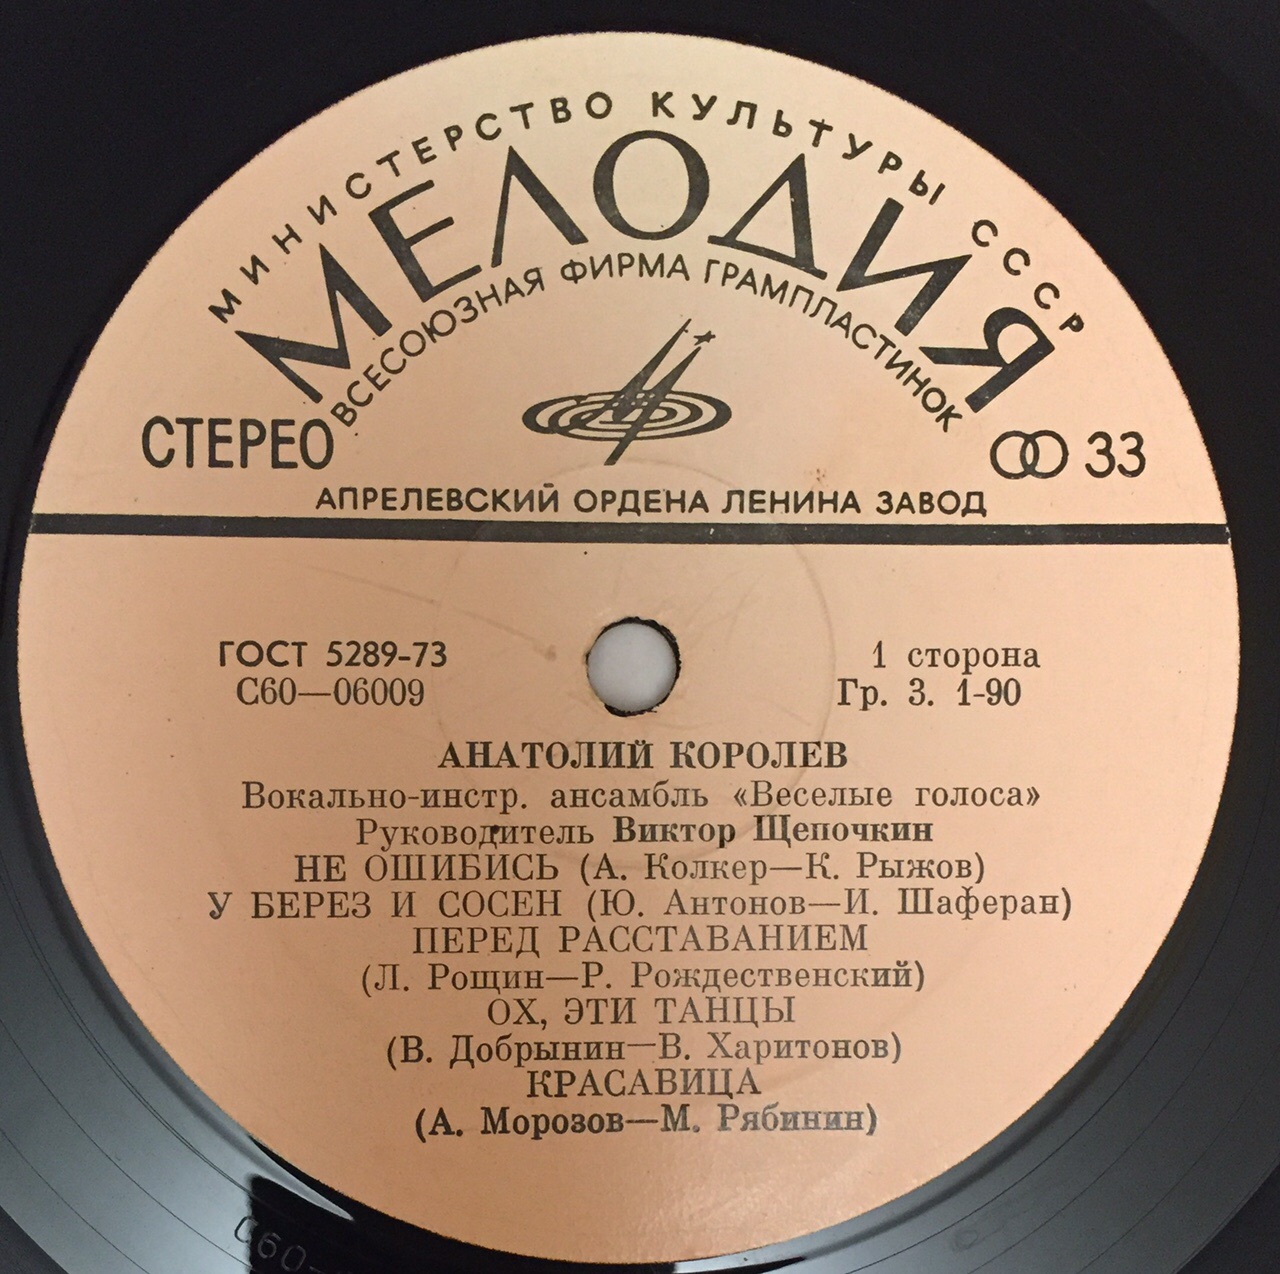 МИНИСТЕРСТВО КУЛЬТУРЫ СССР
МЕЛОДИЯ
ВСЕСОЮЗНАЯ ФИРМА ГРАМПЛАСТИНОК
СТЕРЕО
33
АПРЕЛЕВСКИЙ ОРДЕНА ЛЕНИНА ЗАВОД
ГОСТ 5289-73
С60—06009
1 сторона
Гр. 3. 1-90
АНАТОЛИЙ КОРОЛЕВ
Вокально-инстр. ансамбль «Веселые голоса»
Руководитель Виктор Щепочкин
НЕ ОШИБИСЬ (А. Колкер—К. Рыжов)
У БЕРЕЗ И СОСЕН (Ю. Антонов—И. Шаферан)
ПЕРЕД РАССТАВАНИЕМ
(Л. Рощин—Р. Рождественский)
ОХ, ЭТИ ТАНЦЫ
(В. Добрынин—В. Харитонов)
КРАСАВИЦА
(А. Морозов—М. Рябинин)
С60-